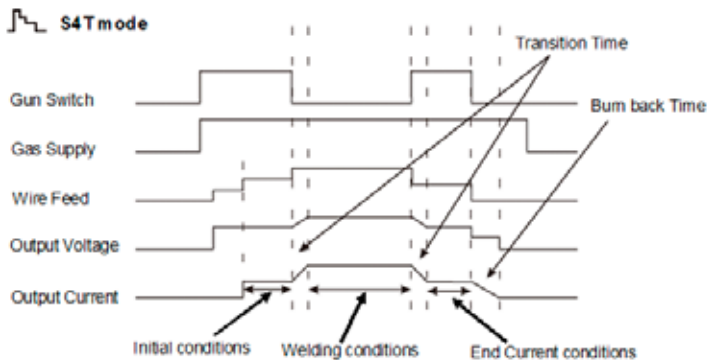 S4T mode
Transition Time
Gun Switch
Burn back Time
Gas Supply
Wire Feed
Output Voltage
Output Current
Initial conditions
Welding conditions
End Current conditions